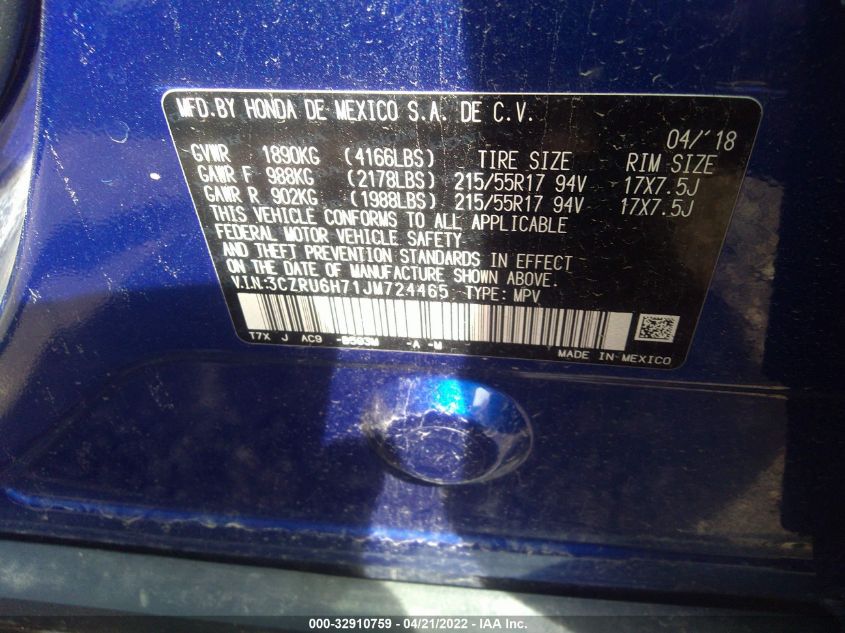 MFD.BY HONDA DE MEXICO S.A. DE C.V.
04/'18
GVWR 1890KG (4166LBS) TIRE SIZE RIM SIZE
GAWR F 988KG (2178LBS) 215/55R17 94V 17X7.5J
GAWR R 902KG (1988LBS) 215/55R17 94V 17X7.5J
THIS VEHICLE CONFORMS TO ALL APPLICABLE
FEDERAL MOTOR VEHICLE SAFETY
AND THEFT PREVENTION STANDARDS IN EFFECT
ON THE DATE OF MANUFACTURE SHOWN ABOVE.
V.I.N:3CZRU6H71JM724465 TYPE: MPV
T7X J AC9 -B593M -A -M
MADE IN MEXICO
000-32910759 - 04/21/2022 - IAA Inc.